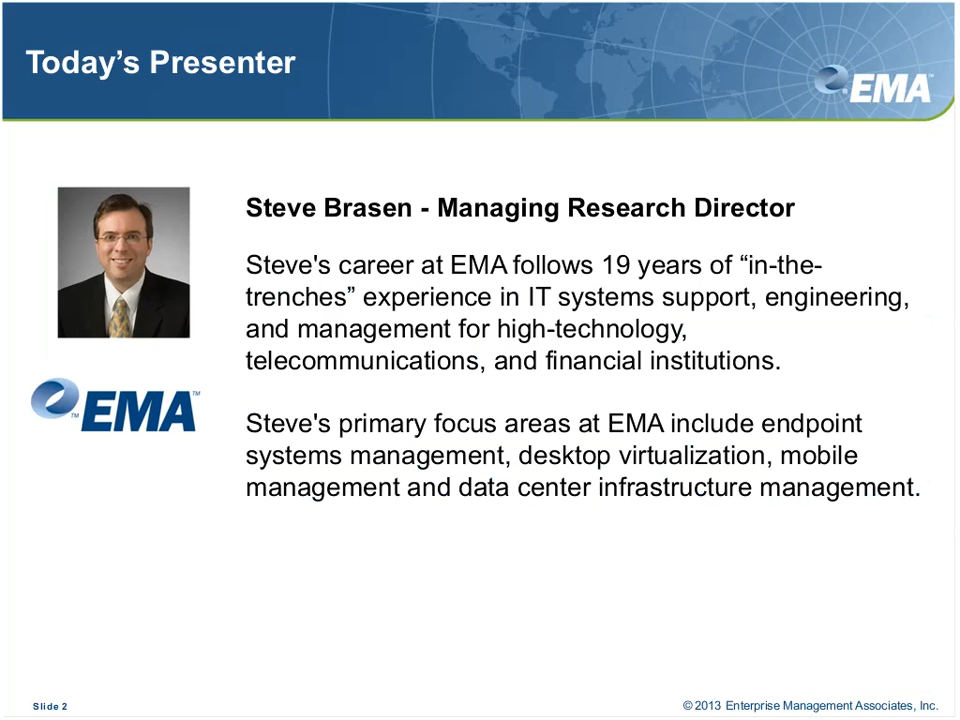 Today’s Presenter
EMA™
Steve Brasen - Managing Research Director
Steve's career at EMA follows 19 years of “in-the-
trenches” experience in IT systems support, engineering,
and management for high-technology,
telecommunications, and financial institutions.
™ EMA™
Steve's primary focus areas at EMA include endpoint
systems management, desktop virtualization, mobile
management and data center infrastructure management.
Slide 2
© 2013 Enterprise Management Associates, Inc.